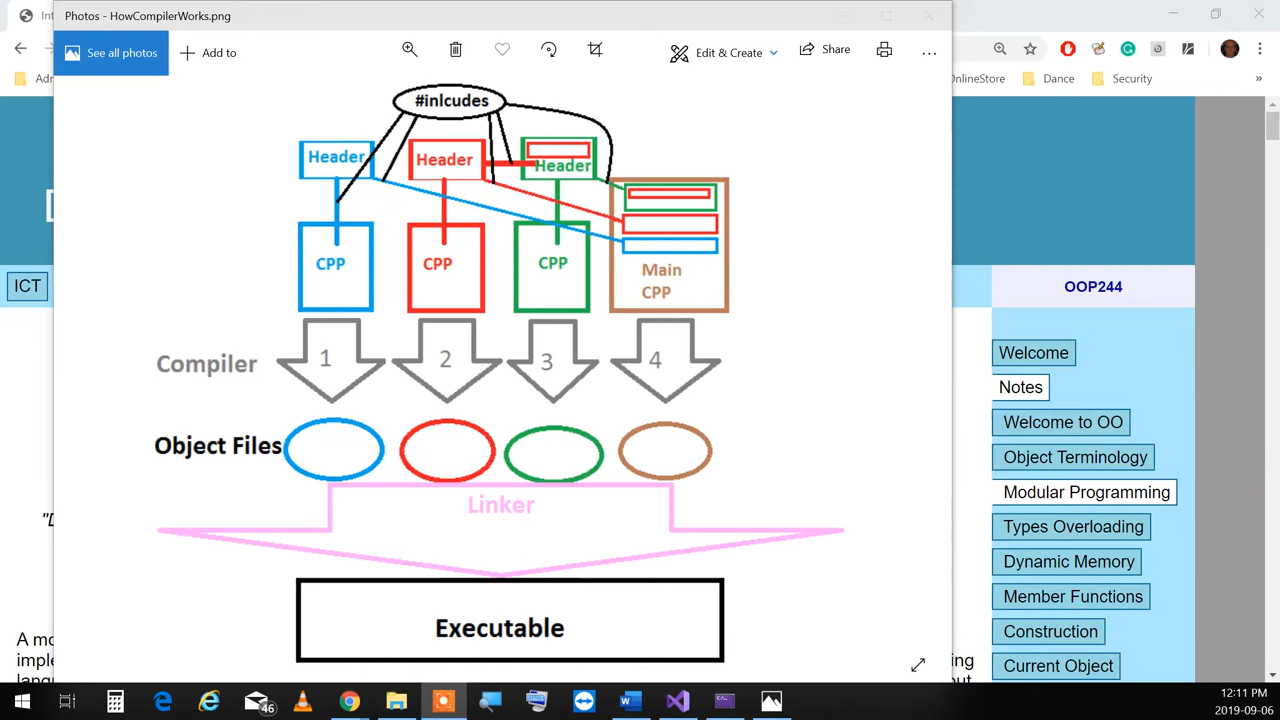 Int
Photos - HowCompilerWorks.png
See all photos
Add to
Edit & Create
Share
Adr
OnlineStore
Dance
Security
»
#inlcudes
Header
Header
Header
CPP
CPP
CPP
Main
CPP
Compiler
1
2
3
4
Object Files
Linker
Executable
ICT
OOP244
Welcome
Notes
Welcome to OO
Object Terminology
Modular Programming
Types Overloading
Dynamic Memory
Member Functions
Construction
Current Object
A mo
imple
ing
46
12:11 PM
2019-09-06